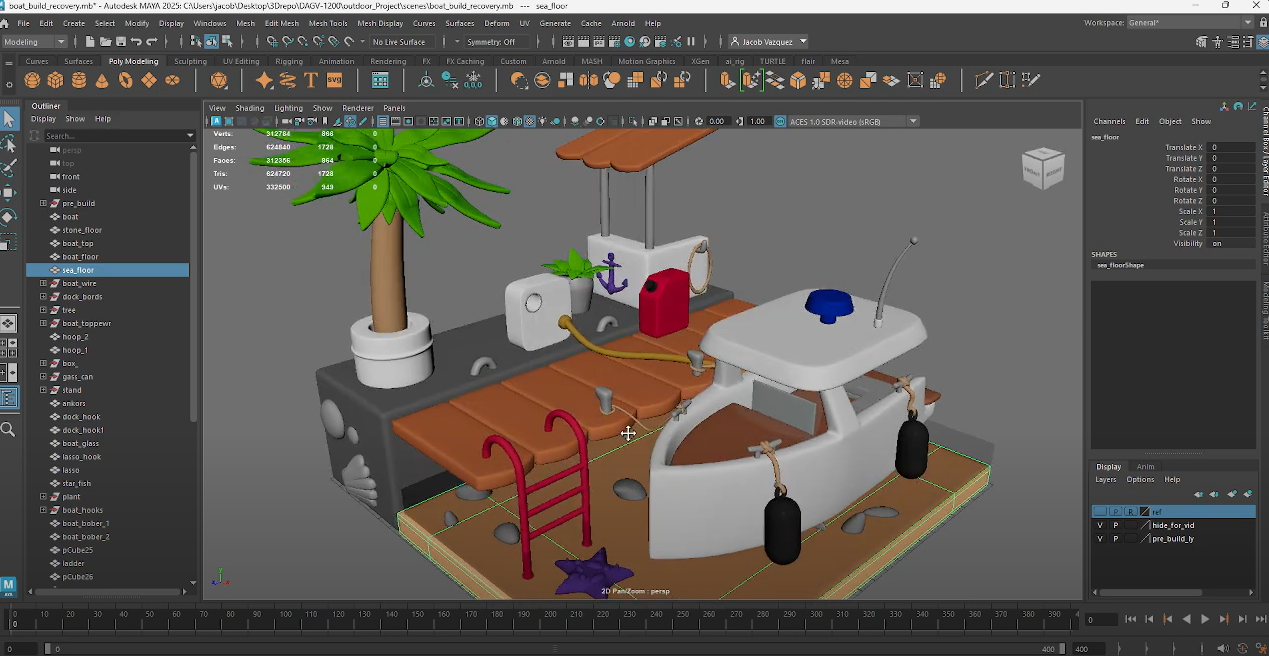 boat_build_recovery.mb* - Autodesk MAYA 2025: C:\Users\jacob\Desktop\3Drepo\DAGV-1200\outdoor_Project\scenes\boat_build_recovery.mb --- sea_floor
File Edit Create Select Modify Display Windows Mesh Edit Mesh Mesh Tools Mesh Display Curves Surfaces Deform UV Generate Cache Arnold Help
Workspace: General*
Modeling
No Live Surface
Symmetry: Off
Jacob Vazquez
Curves Surfaces Poly Modeling Sculpting UV Editing Rigging Animation Rendering FX FX Caching Custom Arnold MASH Motion Graphics XGen ai_rig TURTLE flair Mesa
Outliner
Display Show Help
Search...
persp
top
front
side
pre_build
boat
stone_floor
boat_top
boat_floor
sea_floor
boat_wire
dock_bords
tree
boat_toppewr
hoop_2
hoop_1
box_
gass_can
stand
ankors
dock_hook
dock_hook1
boat_glass
lasso_hook
lasso
star_fish
plant
boat_hooks
boat_bober_1
boat_bober_2
pCube25
ladder
pCube26
View Shading Lighting Show Renderer Panels
0.00
1.00
ACES 1.0 SDR-video (sRGB)
Verts: 312784 866 0
Edges: 624840 1728 0
Faces: 312356 864 0
Tris: 624720 1728 0
UVs: 332500 949 0
FRONT RIGHT
2D Pan/Zoom : persp
Channels Edit Object Show
sea_floor
Translate X 0
Translate Y 0
Translate Z 0
Rotate X 0
Rotate Y 0
Rotate Z 0
Scale X 1
Scale Y 1
Scale Z 1
Visibility on
SHAPES
sea_floorShape
Channel Box / Layer Editor
Attribute Editor
Modeling Toolkit
Display Anim
Layers Options Help
P R ref
V P hide_for_vid
V P pre_build_ly
0 10 20 30 40 50 60 70 80 90 100 110 120 130 140 150 160 170 180 190 200 210 220 230 240 250 260 270 280 290 300 310 320 330 340 350 360 370 380 390
0
0
0 0 400 400